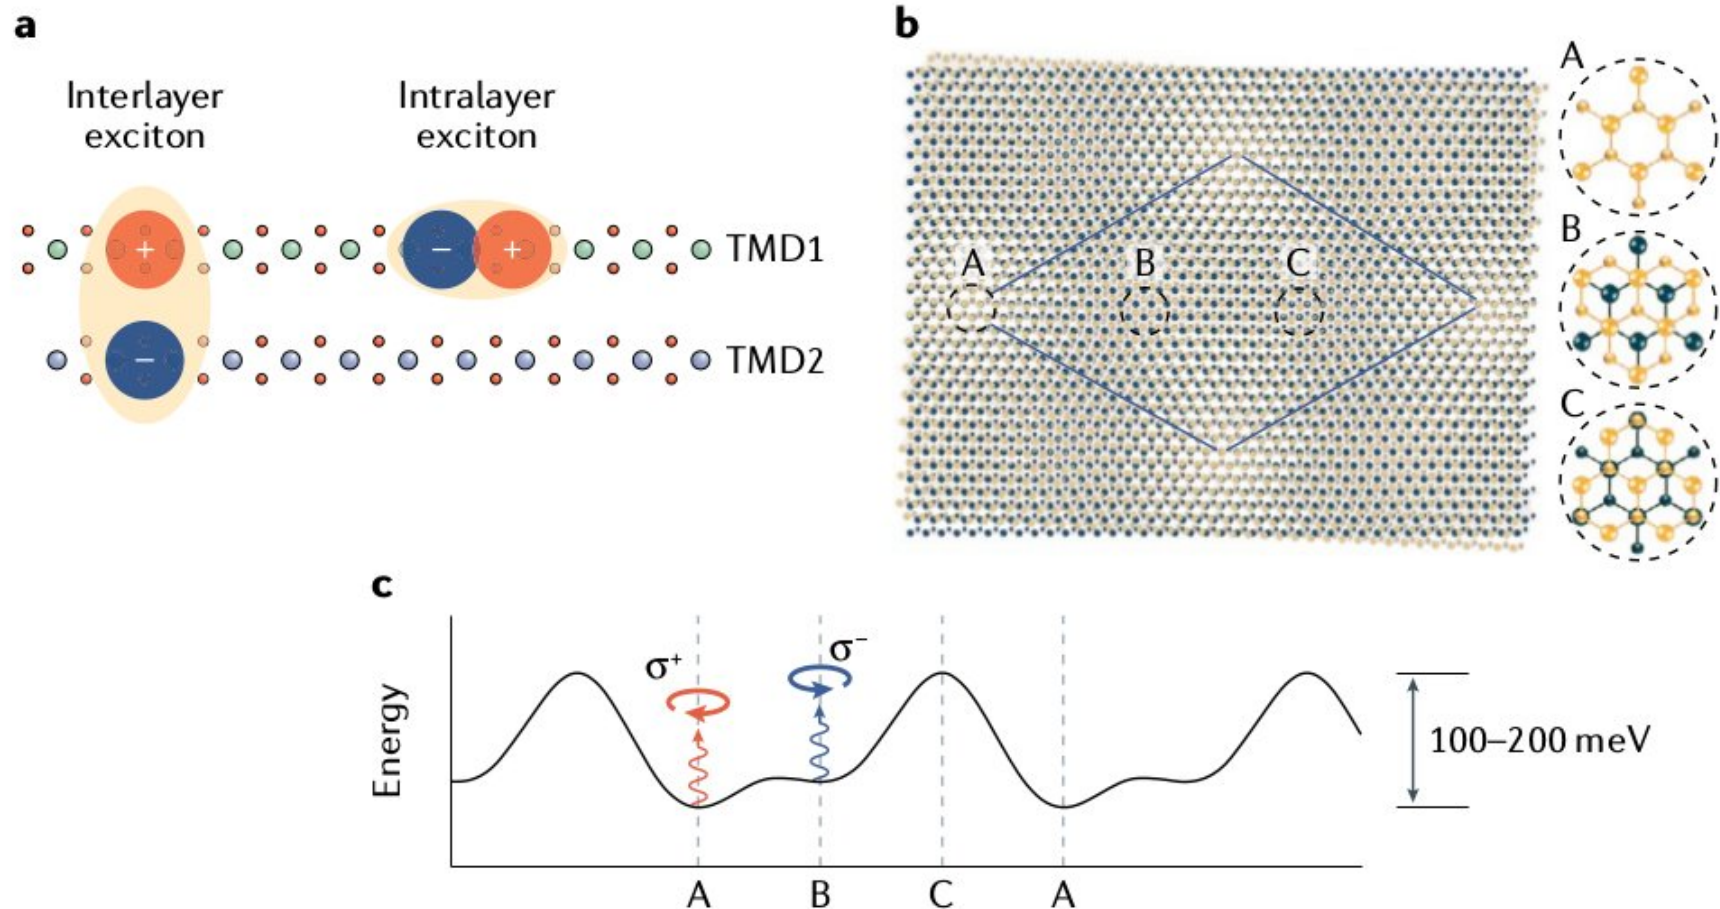 a
Interlayer
exciton
Intralayer
exciton
+
−
+
TMD1
−
TMD2
b
A
B
C
A
B
C
c
Energy
σ⁺
σ⁻
100–200 meV
A
B
C
A